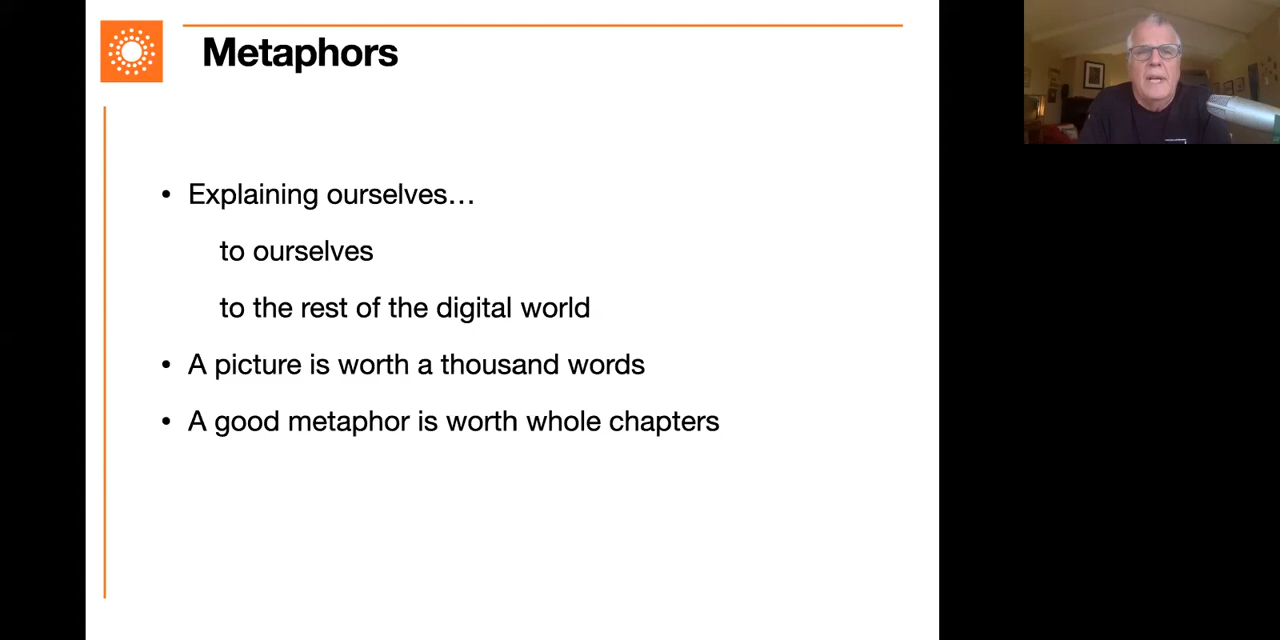 Metaphors
• Explaining ourselves…
to ourselves
to the rest of the digital world
• A picture is worth a thousand words
• A good metaphor is worth whole chapters